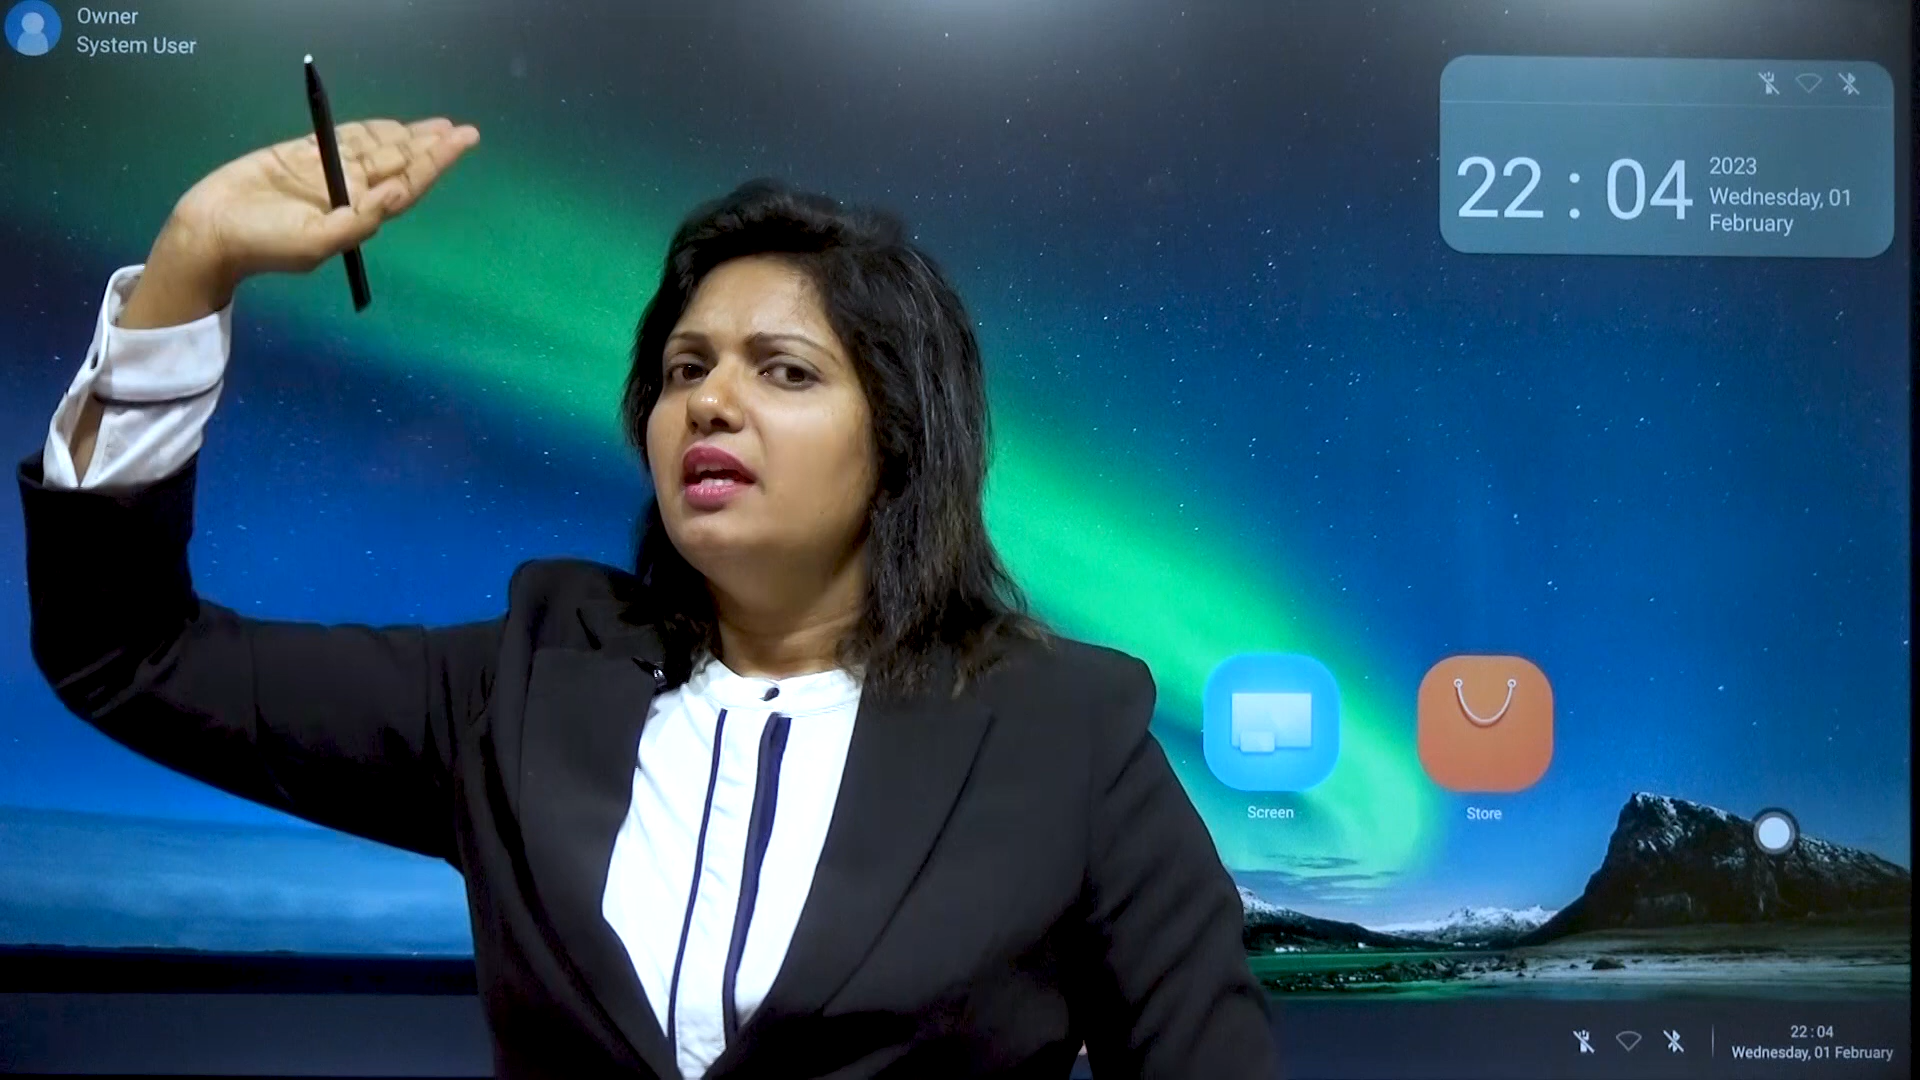 Owner
System User
22 : 04
2023
Wednesday, 01
February
Screen
Store
22:04
Wednesday, 01 February